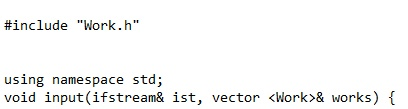 #include "Work.h"
using namespace std;
void input(ifstream& ist, vector <Work>& works) {